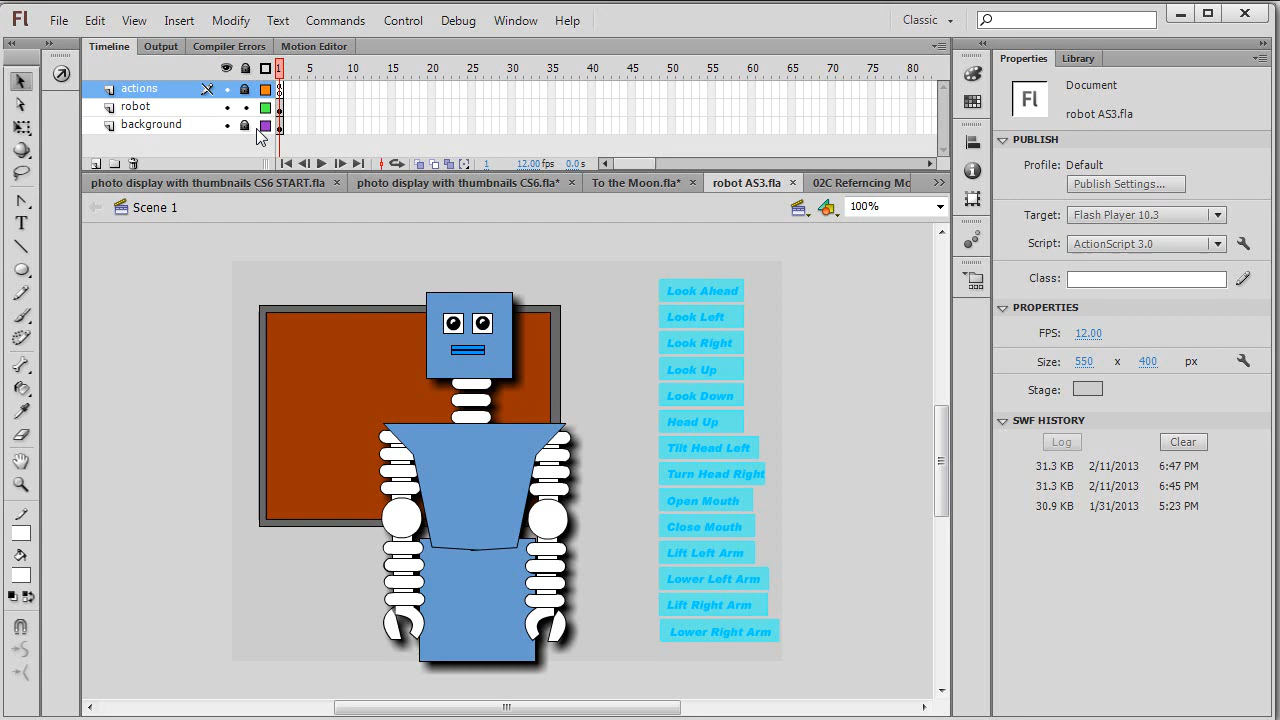 Fl File Edit View Insert Modify Text Commands Control Debug Window Help Classic
Timeline Output Compiler Errors Motion Editor
1 5 10 15 20 25 30 35 40 45 50 55 60 65 70 75 80
actions
robot
background
1 12.00 fps 0.0 s
photo display with thumbnails CS6 START.fla × photo display with thumbnails CS6.fla* × To the Moon.fla* × robot AS3.fla × 02C Referncing Mo
Scene 1 100%
Look Ahead
Look Left
Look Right
Look Up
Look Down
Head Up
Tilt Head Left
Turn Head Right
Open Mouth
Close Mouth
Lift Left Arm
Lower Left Arm
Lift Right Arm
Lower Right Arm
Properties Library
Document
Fl
robot AS3.fla
PUBLISH
Profile: Default
Publish Settings...
Target: Flash Player 10.3
Script: ActionScript 3.0
Class:
PROPERTIES
FPS: 12.00
Size: 550 x 400 px
Stage:
SWF HISTORY
Log Clear
31.3 KB 2/11/2013 6:47 PM
31.3 KB 2/11/2013 6:45 PM
30.9 KB 1/31/2013 5:23 PM